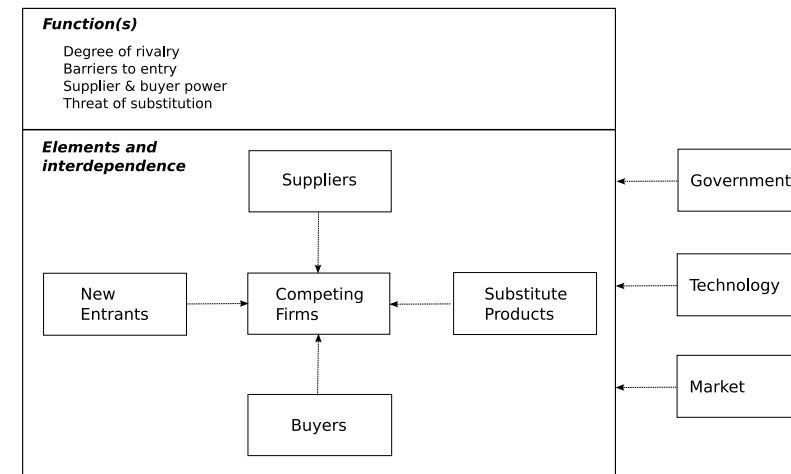 Function(s)
Degree of rivalry
Barriers to entry
Supplier & buyer power
Threat of substitution
Elements and
interdependence
Suppliers
Government
New
Entrants
Competing
Firms
Substitute
Products
Technology
Buyers
Market